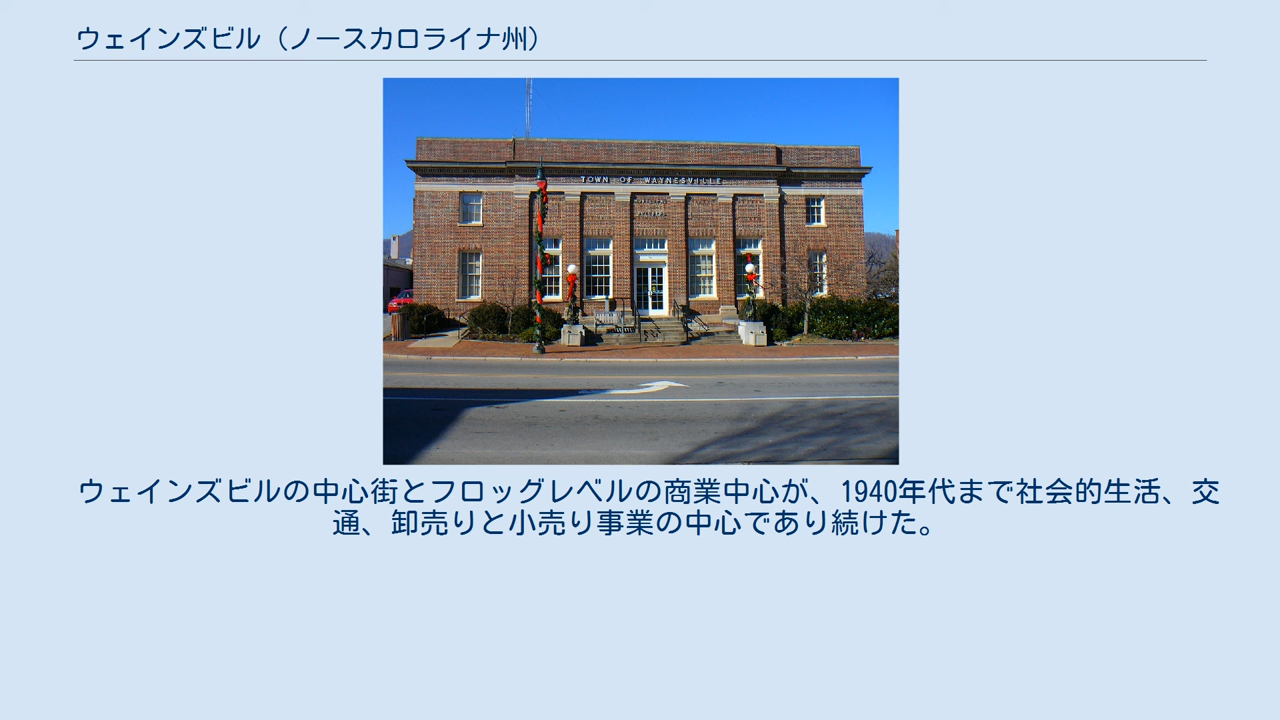 ウェインズビル（ノースカロライナ州）
TOWN OF WAYNESVILLE
ウェインズビルの中心街とフロッグレベルの商業中心が、1940年代まで社会的生活、交
通、卸売りと小売り事業の中心であり続けた。